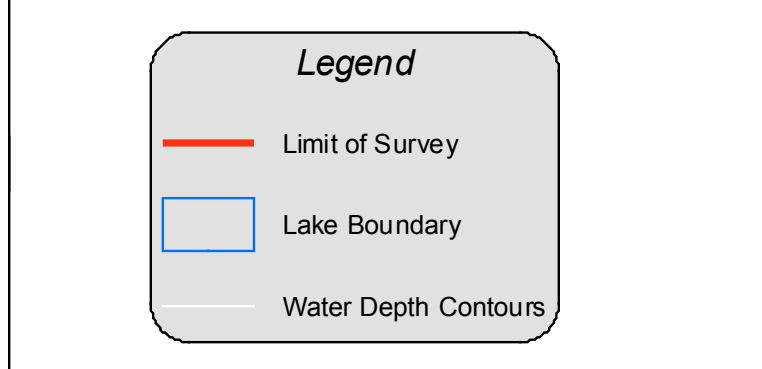 Legend
Limit of Survey
Lake Boundary
Water Depth Contours